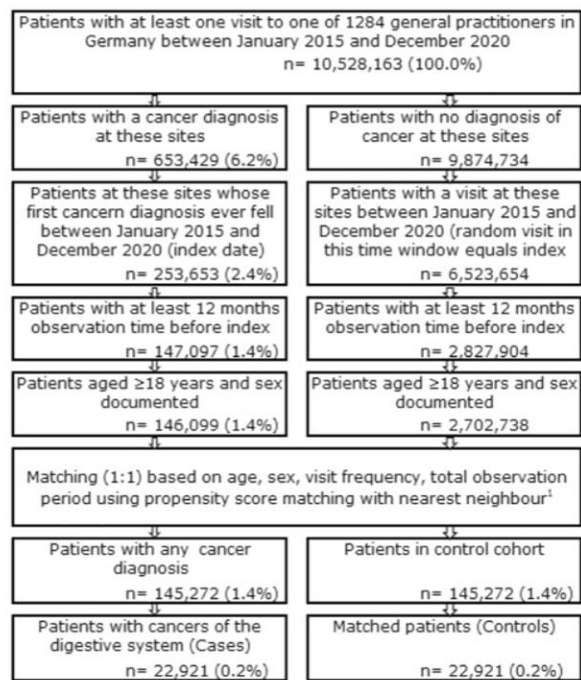 Patients with at least one visit to one of 1284 general practitioners in
Germany between January 2015 and December 2020
n= 10,528,163 (100.0%)
Patients with a cancer diagnosis
at these sites
n= 653,429 (6.2%)
Patients with no diagnosis of
cancer at these sites
n= 9,874,734
Patients at these sites whose
first cancern diagnosis ever fell
between January 2015 and
December 2020 (index date)
n= 253,653 (2.4%)
Patients with a visit at these
sites between January 2015 and
December 2020 (random visit in
this time window equals index
n= 6,523,654
Patients with at least 12 months
observation time before index
n= 147,097 (1.4%)
Patients with at least 12 months
observation time before index
n= 2,827,904
Patients aged ≥18 years and sex
documented
n= 146,099 (1.4%)
Patients aged ≥18 years and sex
documented
n= 2,702,738
Matching (1:1) based on age, sex, visit frequency, total observation
period using propensity score matching with nearest neighbour¹
Patients with any cancer
diagnosis
n= 145,272 (1.4%)
Patients in control cohort
n= 145,272 (1.4%)
Patients with cancers of the
digestive system (Cases)
n= 22,921 (0.2%)
Matched patients (Controls)
n= 22,921 (0.2%)